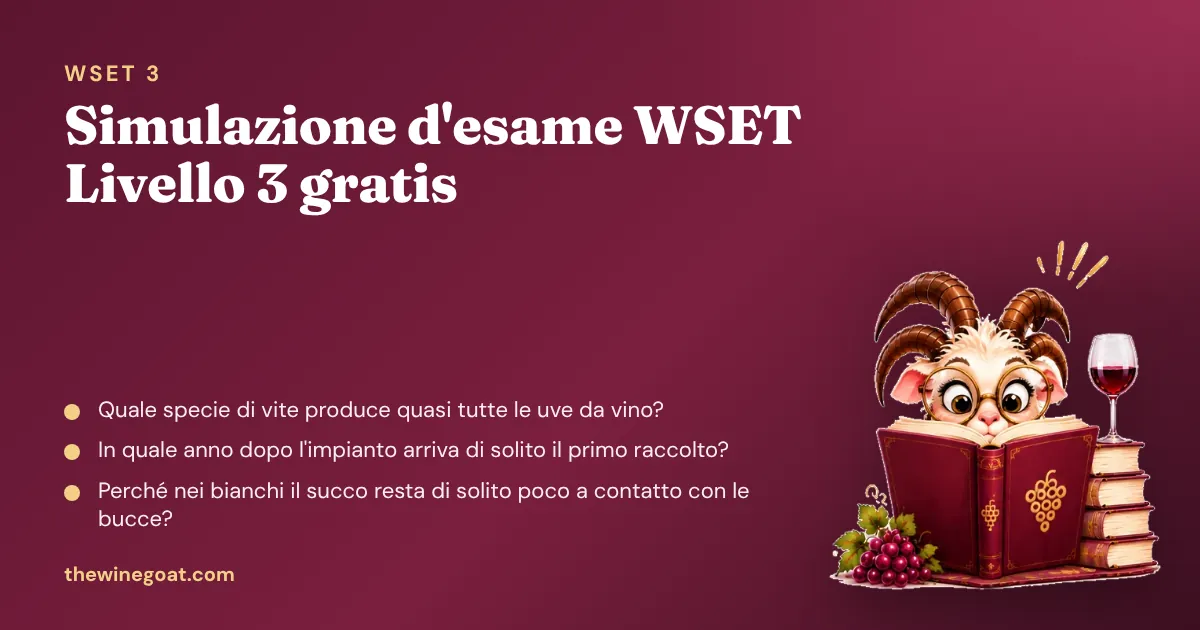 WSET 3
Simulazione d'esame WSET
Livello 3 gratis
Quale specie di vite produce quasi tutte le uve da vino?
In quale anno dopo l'impianto arriva di solito il primo raccolto?
Perché nei bianchi il succo resta di solito poco a contatto con le
bucce?
thewinegoat.com